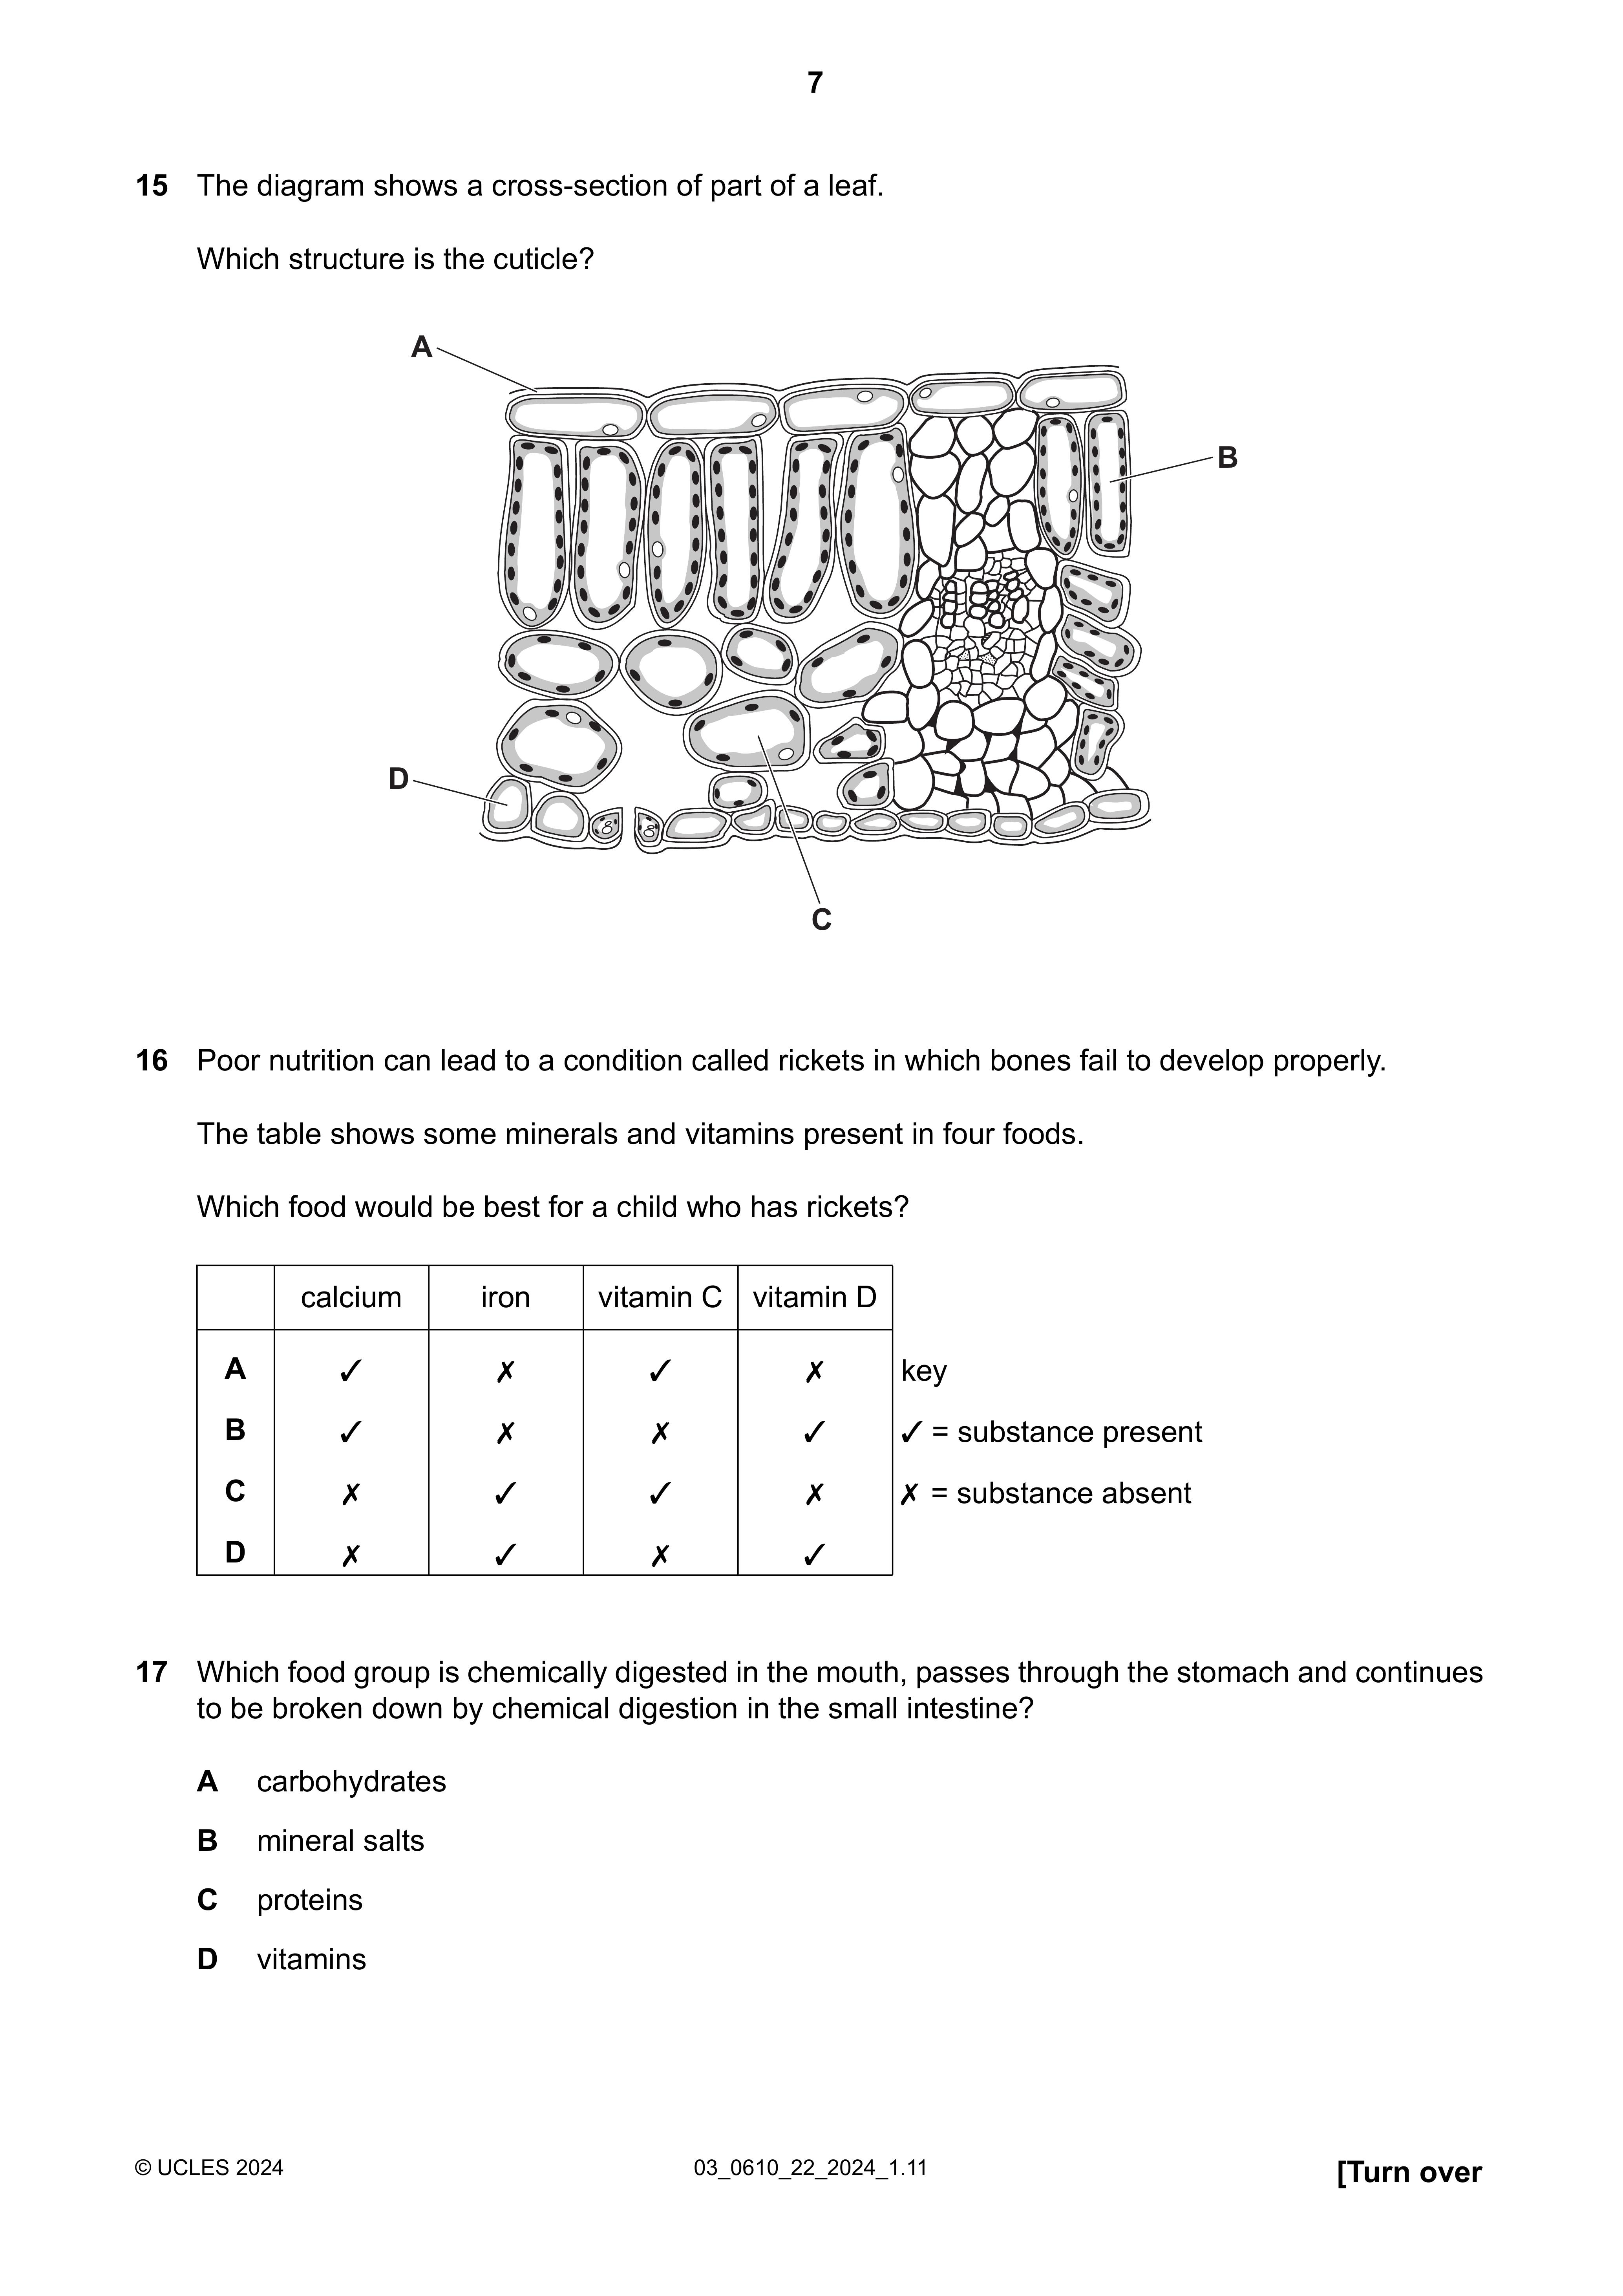 7
15 The diagram shows a cross-section of part of a leaf.
Which structure is the cuticle?
A
B
D
C
16 Poor nutrition can lead to a condition called rickets in which bones fail to develop properly.
The table shows some minerals and vitamins present in four foods.
Which food would be best for a child who has rickets?
calcium iron vitamin C vitamin D
A ✓ ✗ ✓ ✗ key
B ✓ ✗ ✗ ✓ ✓ = substance present
C ✗ ✓ ✓ ✗ ✗ = substance absent
D ✗ ✓ ✗ ✓
17 Which food group is chemically digested in the mouth, passes through the stomach and continues
to be broken down by chemical digestion in the small intestine?
A carbohydrates
B mineral salts
C proteins
D vitamins
© UCLES 2024 03_0610_22_2024_1.11 [Turn over